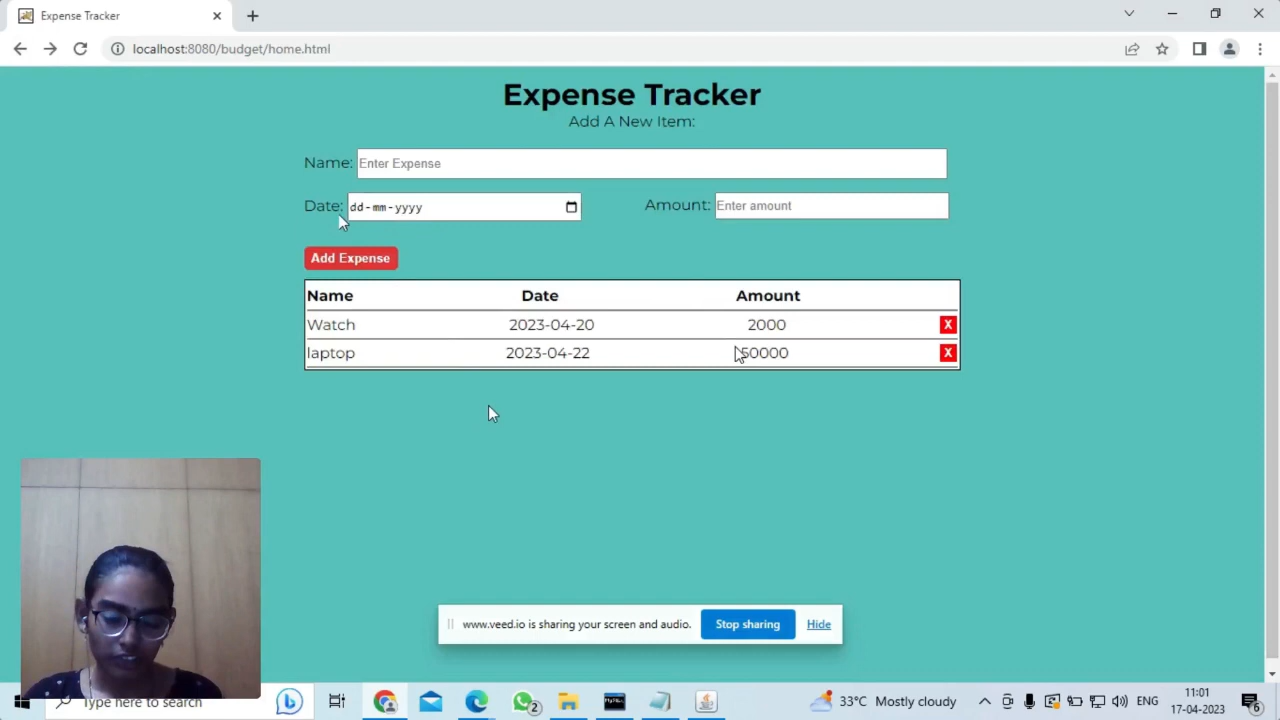 Expense Tracker
localhost:8080/budget/home.html
Expense Tracker
Add A New Item:
Name: Enter Expense
Date: dd-mm-yyyy Amount: Enter amount
Add Expense
Name Date Amount
Watch 2023-04-20 2000 X
laptop 2023-04-22 50000 X
www.veed.io is sharing your screen and audio. Stop sharing Hide
Type here to search 2 33°C Mostly cloudy ENG 11:01 6
17-04-2023